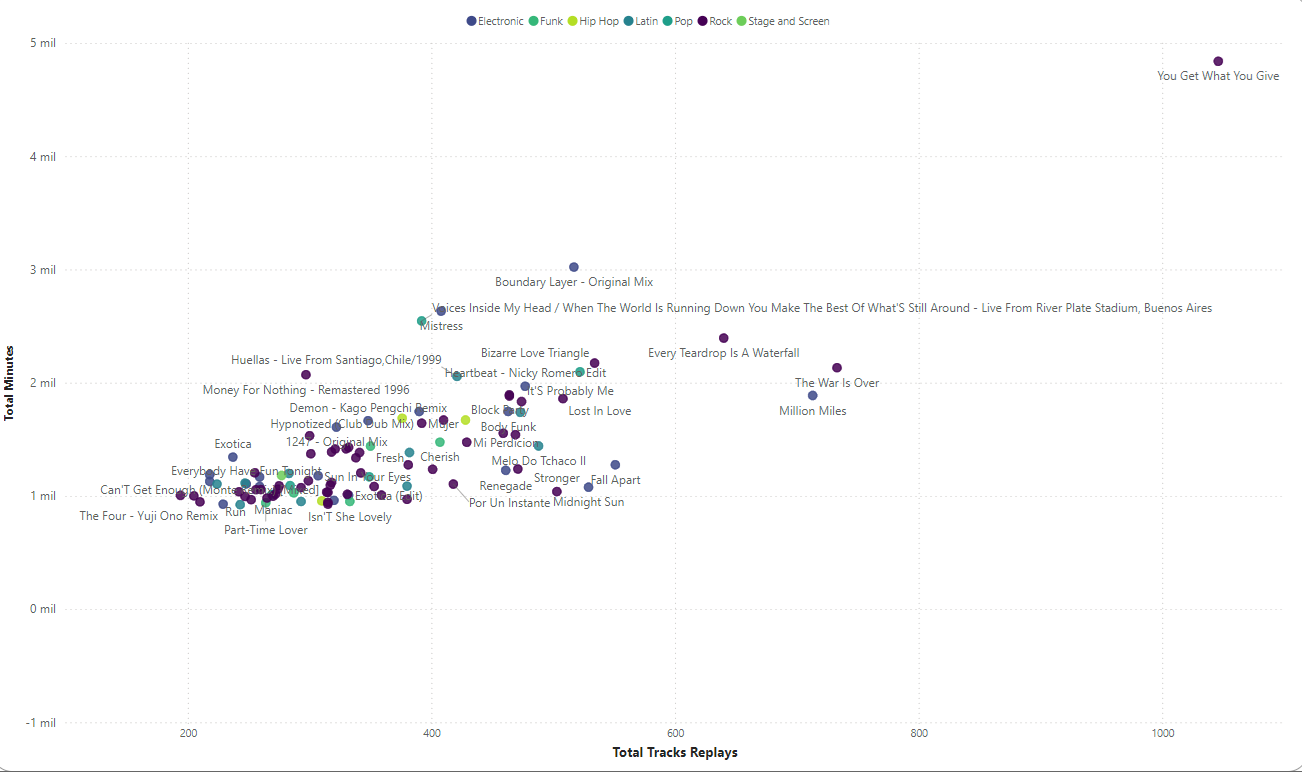 Electronic Funk Hip Hop Latin Pop Rock Stage and Screen
5 mil
You Get What You Give
4 mil
3 mil
Boundary Layer - Original Mix
Voices Inside My Head / When The World Is Running Down You Make The Best Of What'S Still Around - Live From River Plate Stadium, Buenos Aires
Mistress
Bizarre Love Triangle
Every Teardrop Is A Waterfall
Huellas - Live From Santiago,Chile/1999
Heartbeat - Nicky Romero Edit
2 mil
The War Is Over
Money For Nothing - Remastered 1996
It'S Probably Me
Demon - Kago Pengchi Remix
Block Party
Lost In Love
Million Miles
Hypnotized (Club Dub Mix)
Mujer
Body Funk
Exotica
1247 - Original Mix
Mi Perdicion
Fresh
Cherish
Melo Do Tchaco II
Everybody Have Fun Tonight
Sun In Your Eyes
Stronger
Fall Apart
Renegade
Can'T Get Enough
1 mil
Exotica (Edit)
Por Un Instante
Midnight Sun
The Four - Yuji Ono Remix
Run
Maniac
Isn'T She Lovely
Part-Time Lover
0 mil
-1 mil
200
400
600
800
1000
Total Minutes
Total Tracks Replays